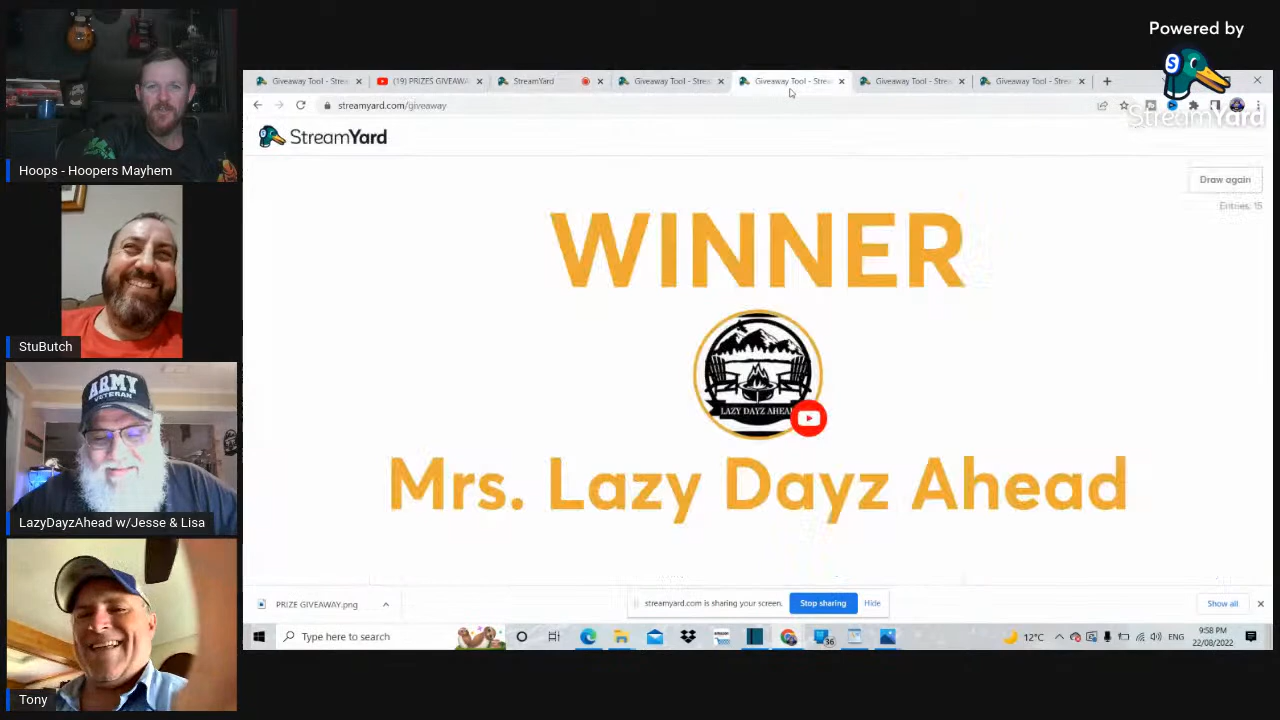 Powered by
StreamYard
Hoops - Hoopers Mayhem
StuButch
ARMY
VETERAN
LazyDayzAhead w/Jesse & Lisa
Tony
Giveaway Tool - Strea
(19) PRIZES GIVEAWA
StreamYard
Giveaway Tool - Strea
Giveaway Tool - Strea
Giveaway Tool - Strea
Giveaway Tool - Strea
streamyard.com/giveaway
StreamYard
Draw again
Entries: 15
WINNER
LAZY DAYZ AHEAD
Mrs. Lazy Dayz Ahead
PRIZE GIVEAWAY.png
streamyard.com is sharing your screen.
Stop sharing
Hide
Show all
Type here to search
36
12°C
ENG
9:58 PM
22/08/2022